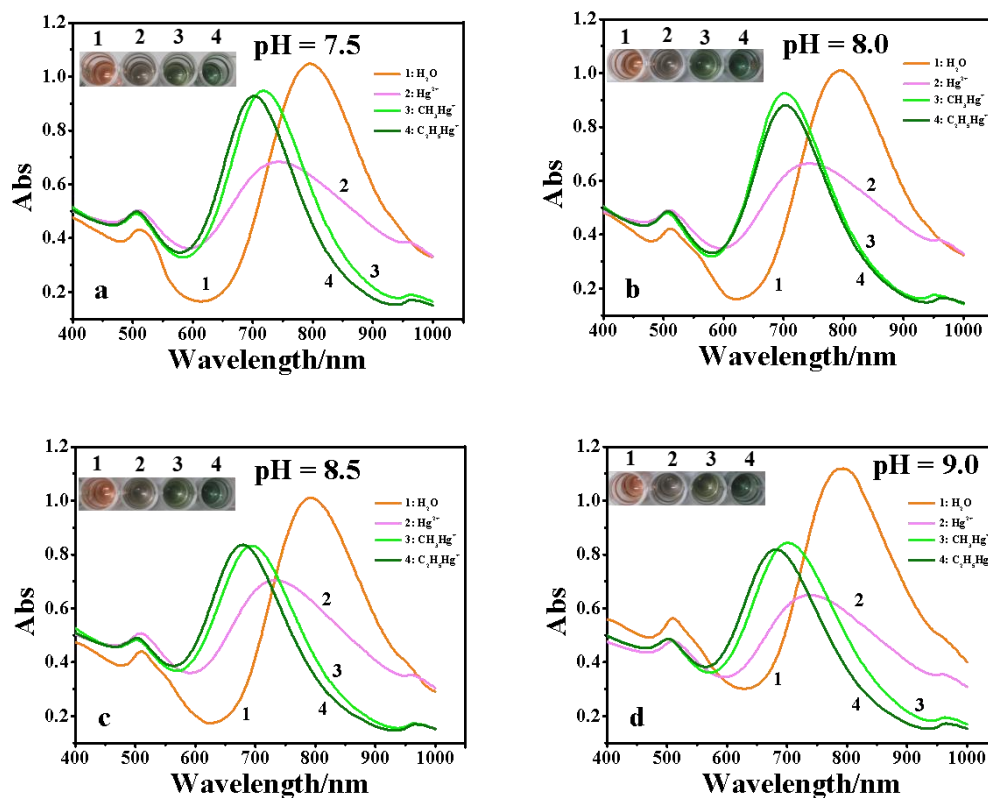 1 2 3 4
pH = 7.5
1: H₂O
2: Hg²⁺
3: CH₃Hg⁺
4: C₂H₅Hg⁺
Abs
1.2
1.0
0.8
0.6
0.4
0.2
2
1
3
4
a
400 500 600 700 800 900 1000
Wavelength/nm
1 2 3 4
pH = 8.0
1: H₂O
2: Hg²⁺
3: CH₃Hg⁺
4: C₂H₅Hg⁺
Abs
1.2
1.0
0.8
0.6
0.4
0.2
2
3
1
4
b
400 500 600 700 800 900 1000
Wavelength/nm
1 2 3 4
pH = 8.5
1: H₂O
2: Hg²⁺
3: CH₃Hg⁺
4: C₂H₅Hg⁺
Abs
1.2
1.0
0.8
0.6
0.4
0.2
2
3
1
4
c
400 500 600 700 800 900 1000
Wavelength/nm
1 2 3 4
pH = 9.0
1: H₂O
2: Hg²⁺
3: CH₃Hg⁺
4: C₂H₅Hg⁺
Abs
1.2
1.0
0.8
0.6
0.4
0.2
2
1
4
3
d
400 500 600 700 800 900 1000
Wavelength/nm